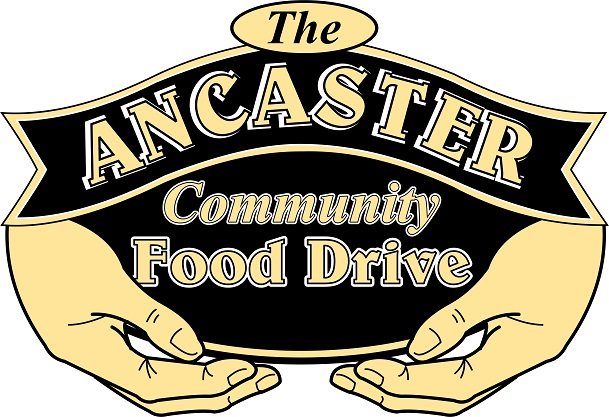 The
ANCASTER
Community
Food Drive